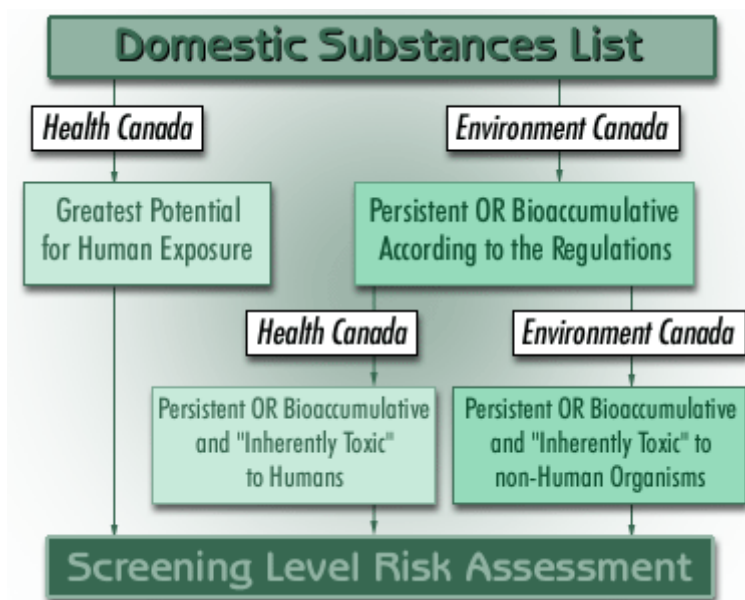 Domestic Substances List
Health Canada
Environment Canada
Greatest Potential
for Human Exposure
Persistent OR Bioaccumulative
According to the Regulations
Health Canada
Environment Canada
Persistent OR Bioaccumulative
and "Inherently Toxic"
to Humans
Persistent OR Bioaccumulative
and "Inherently Toxic" to
non-Human Organisms
Screening Level Risk Assessment